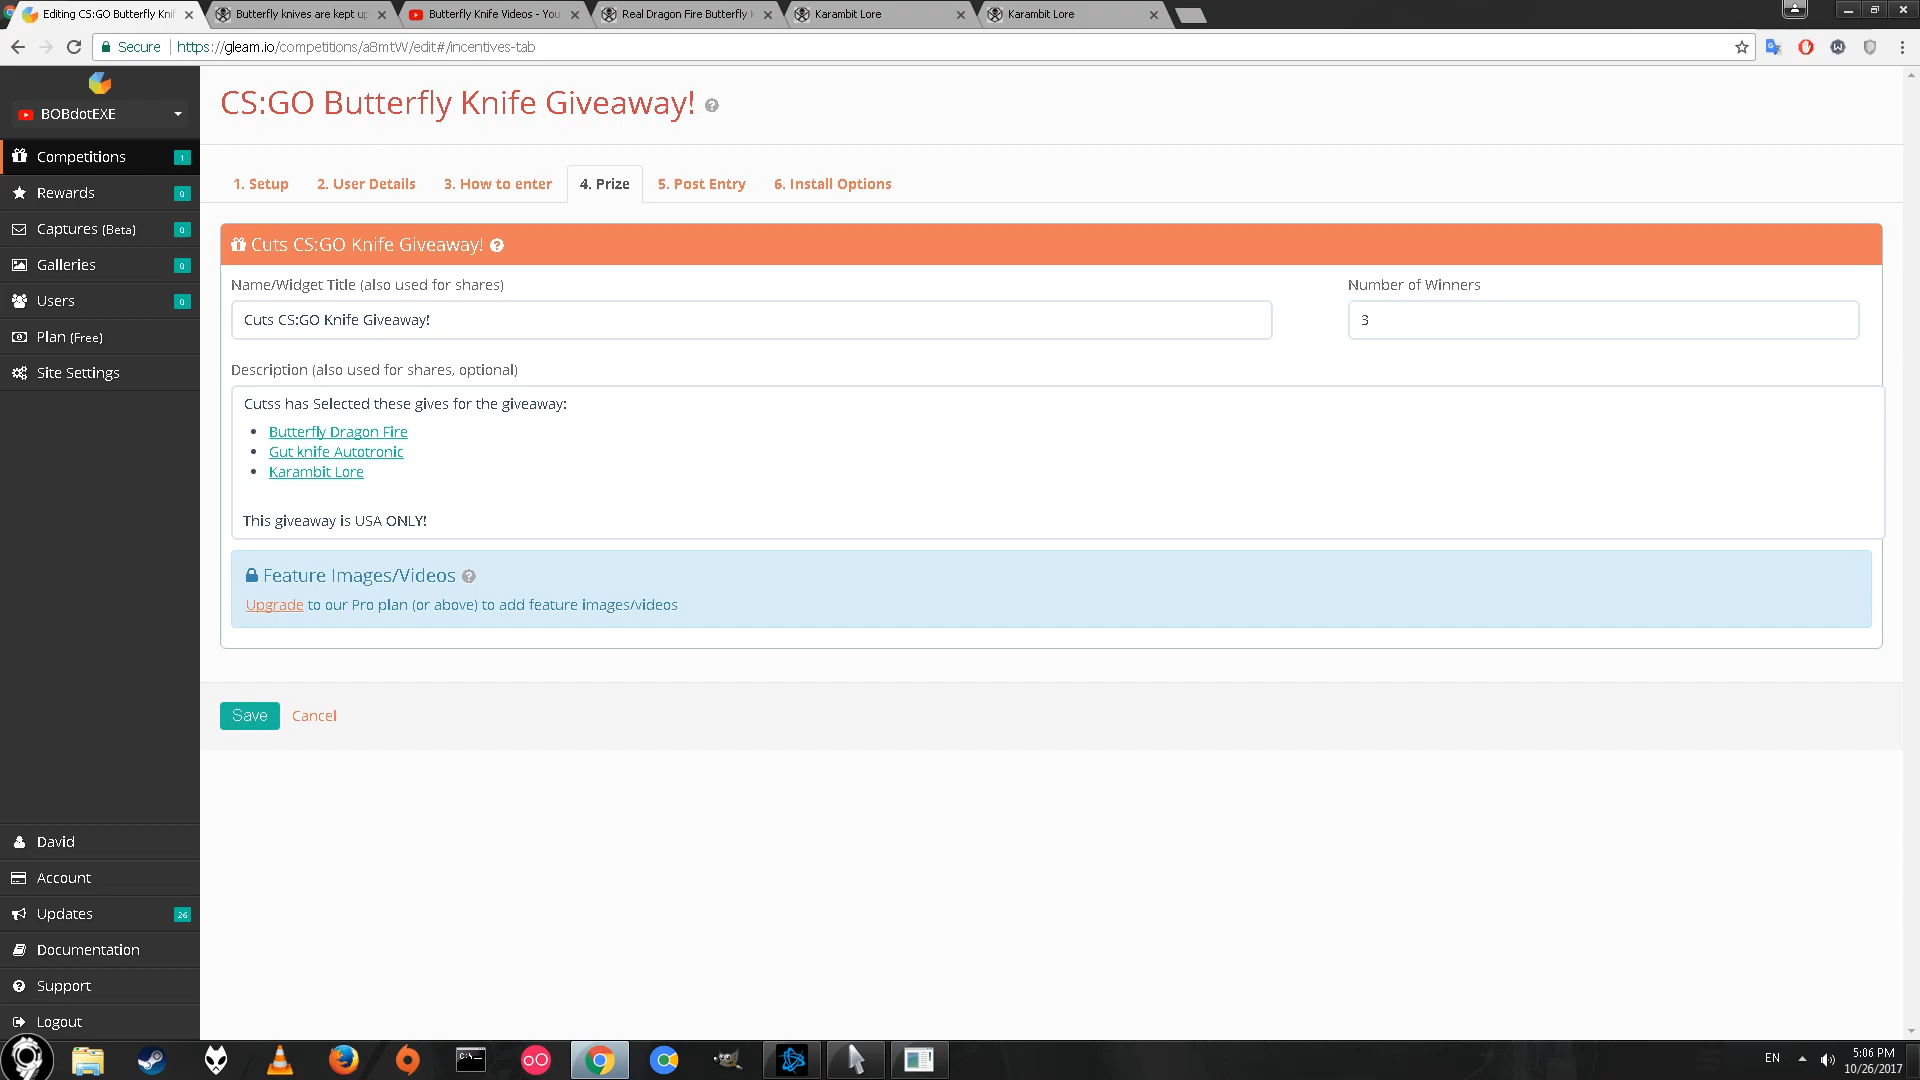 Editing CS:GO Butterfly Knif
Butterfly knives are kept up
Butterfly Knife Videos - You
Real Dragon Fire Butterfly
Karambit Lore
Karambit Lore
Secure
https://gleam.io/competitions/a8mtW/edit#/incentives-tab
BOBdotEXE
Competitions 1
Rewards 0
Captures (Beta) 0
Galleries 0
Users 0
Plan (Free)
Site Settings
CS:GO Butterfly Knife Giveaway! ?
1. Setup
2. User Details
3. How to enter
4. Prize
5. Post Entry
6. Install Options
Cuts CS:GO Knife Giveaway! ?
Name/Widget Title (also used for shares)
Number of Winners
Cuts CS:GO Knife Giveaway!
3
Description (also used for shares, optional)
Cutss has Selected these gives for the giveaway:
• Butterfly Dragon Fire
• Gut knife Autotronic
• Karambit Lore
This giveaway is USA ONLY!
Feature Images/Videos ?
Upgrade to our Pro plan (or above) to add feature images/videos
Save
Cancel
David
Account
Updates 26
Documentation
Support
Logout
EN
5:06 PM
10/26/2017